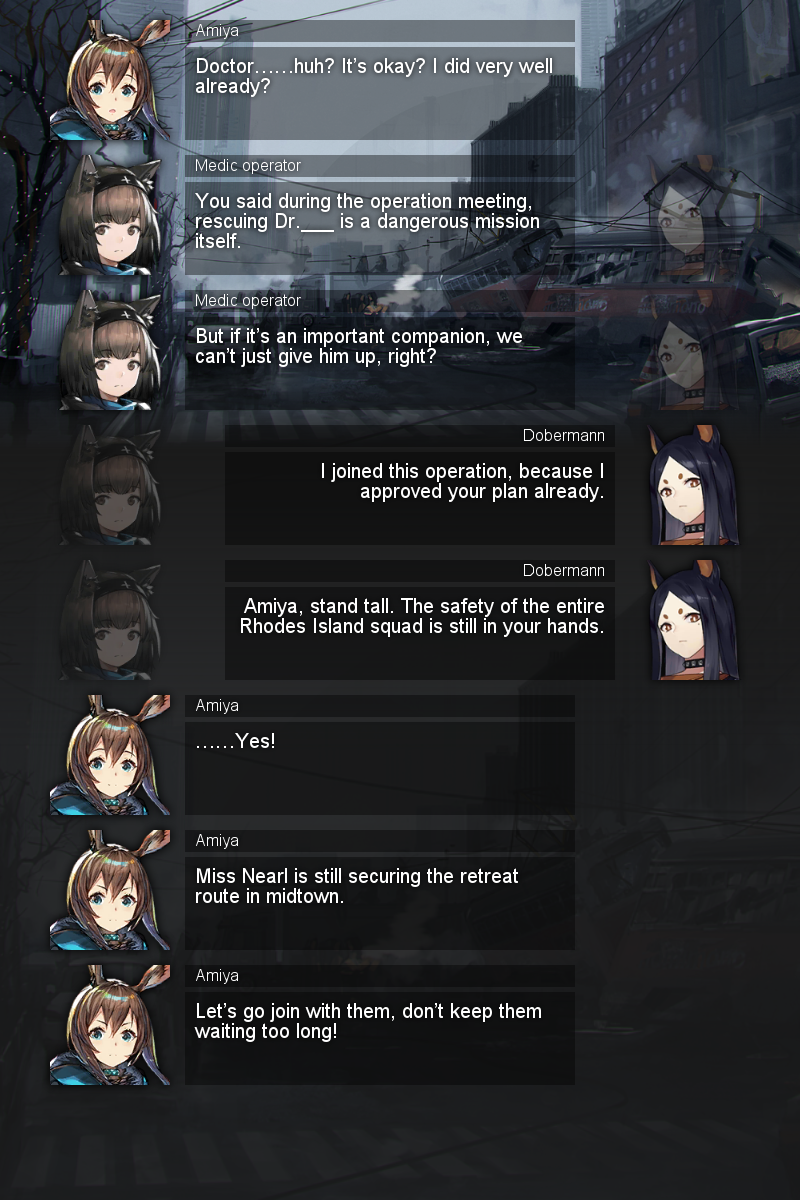 Amiya
Doctor……huh? It's okay? I did very well
already?
Medic operator
You said during the operation meeting,
rescuing Dr.___ is a dangerous mission
itself.
Medic operator
But if it's an important companion, we
can't just give him up, right?
Dobermann
I joined this operation, because I
approved your plan already.
Dobermann
Amiya, stand tall. The safety of the entire
Rhodes Island squad is still in your hands.
Amiya
……Yes!
Amiya
Miss Nearl is still securing the retreat
route in midtown.
Amiya
Let's go join with them, don't keep them
waiting too long!